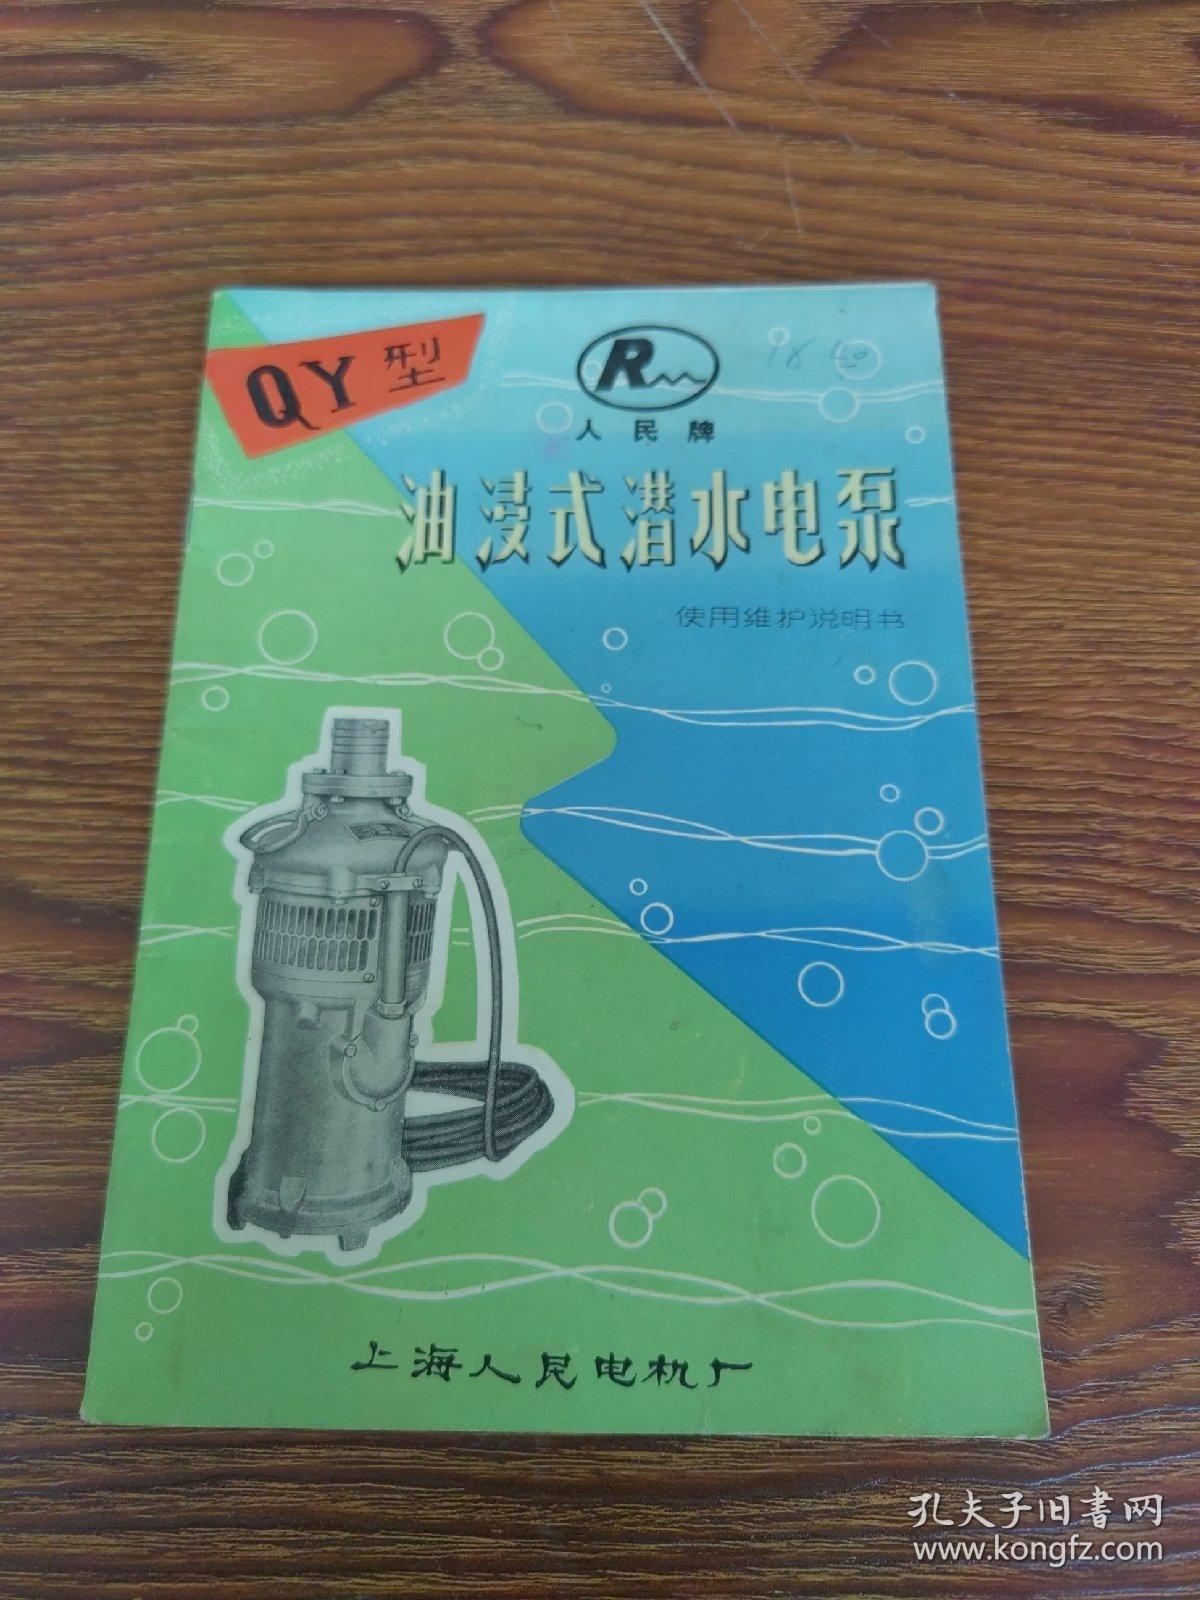 QY型
R
人民牌
油浸式潜水电泵
使用维护说明书
上海人民电机厂
孔夫子旧书网
www.kongfz.com